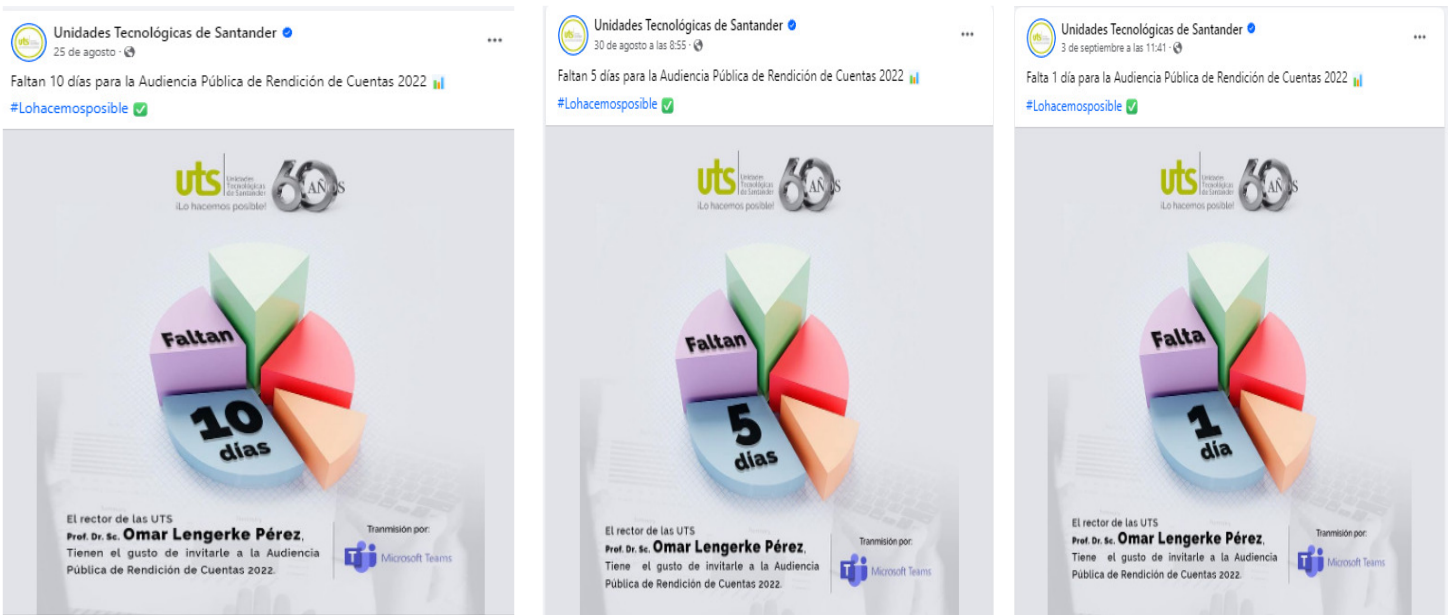 Unidades Tecnológicas de Santander
25 de agosto ·
Faltan 10 días para la Audiencia Pública de Rendición de Cuentas 2022
#Lohacemosposible
uts
Unidades
Tecnológicas
de Santander
¡Lo hacemos posible!
60 AÑOS
Faltan
10
días
El rector de las UTS
Prof. Dr. Sc. Omar Lengerke Pérez,
Tienen el gusto de invitarle a la Audiencia
Pública de Rendición de Cuentas 2022.
Tranmisión por:
Microsoft Teams
Unidades Tecnológicas de Santander
30 de agosto a las 8:55 ·
Faltan 5 días para la Audiencia Pública de Rendición de Cuentas 2022
#Lohacemosposible
uts
Unidades
Tecnológicas
de Santander
¡Lo hacemos posible!
60 AÑOS
Faltan
5
días
El rector de las UTS
Prof. Dr. Sc. Omar Lengerke Pérez,
Tiene el gusto de invitarle a la Audiencia
Pública de Rendición de Cuentas 2022.
Tranmisión por:
Microsoft Teams
Unidades Tecnológicas de Santander
3 de septiembre a las 11:41 ·
Falta 1 día para la Audiencia Pública de Rendición de Cuentas 2022
#Lohacemosposible
uts
Unidades
Tecnológicas
de Santander
¡Lo hacemos posible!
60 AÑOS
Falta
1
día
El rector de las UTS
Prof. Dr. Sc. Omar Lengerke Pérez,
Tiene el gusto de invitarle a la Audiencia
Pública de Rendición de Cuentas 2022.
Tranmisión por:
Microsoft Teams